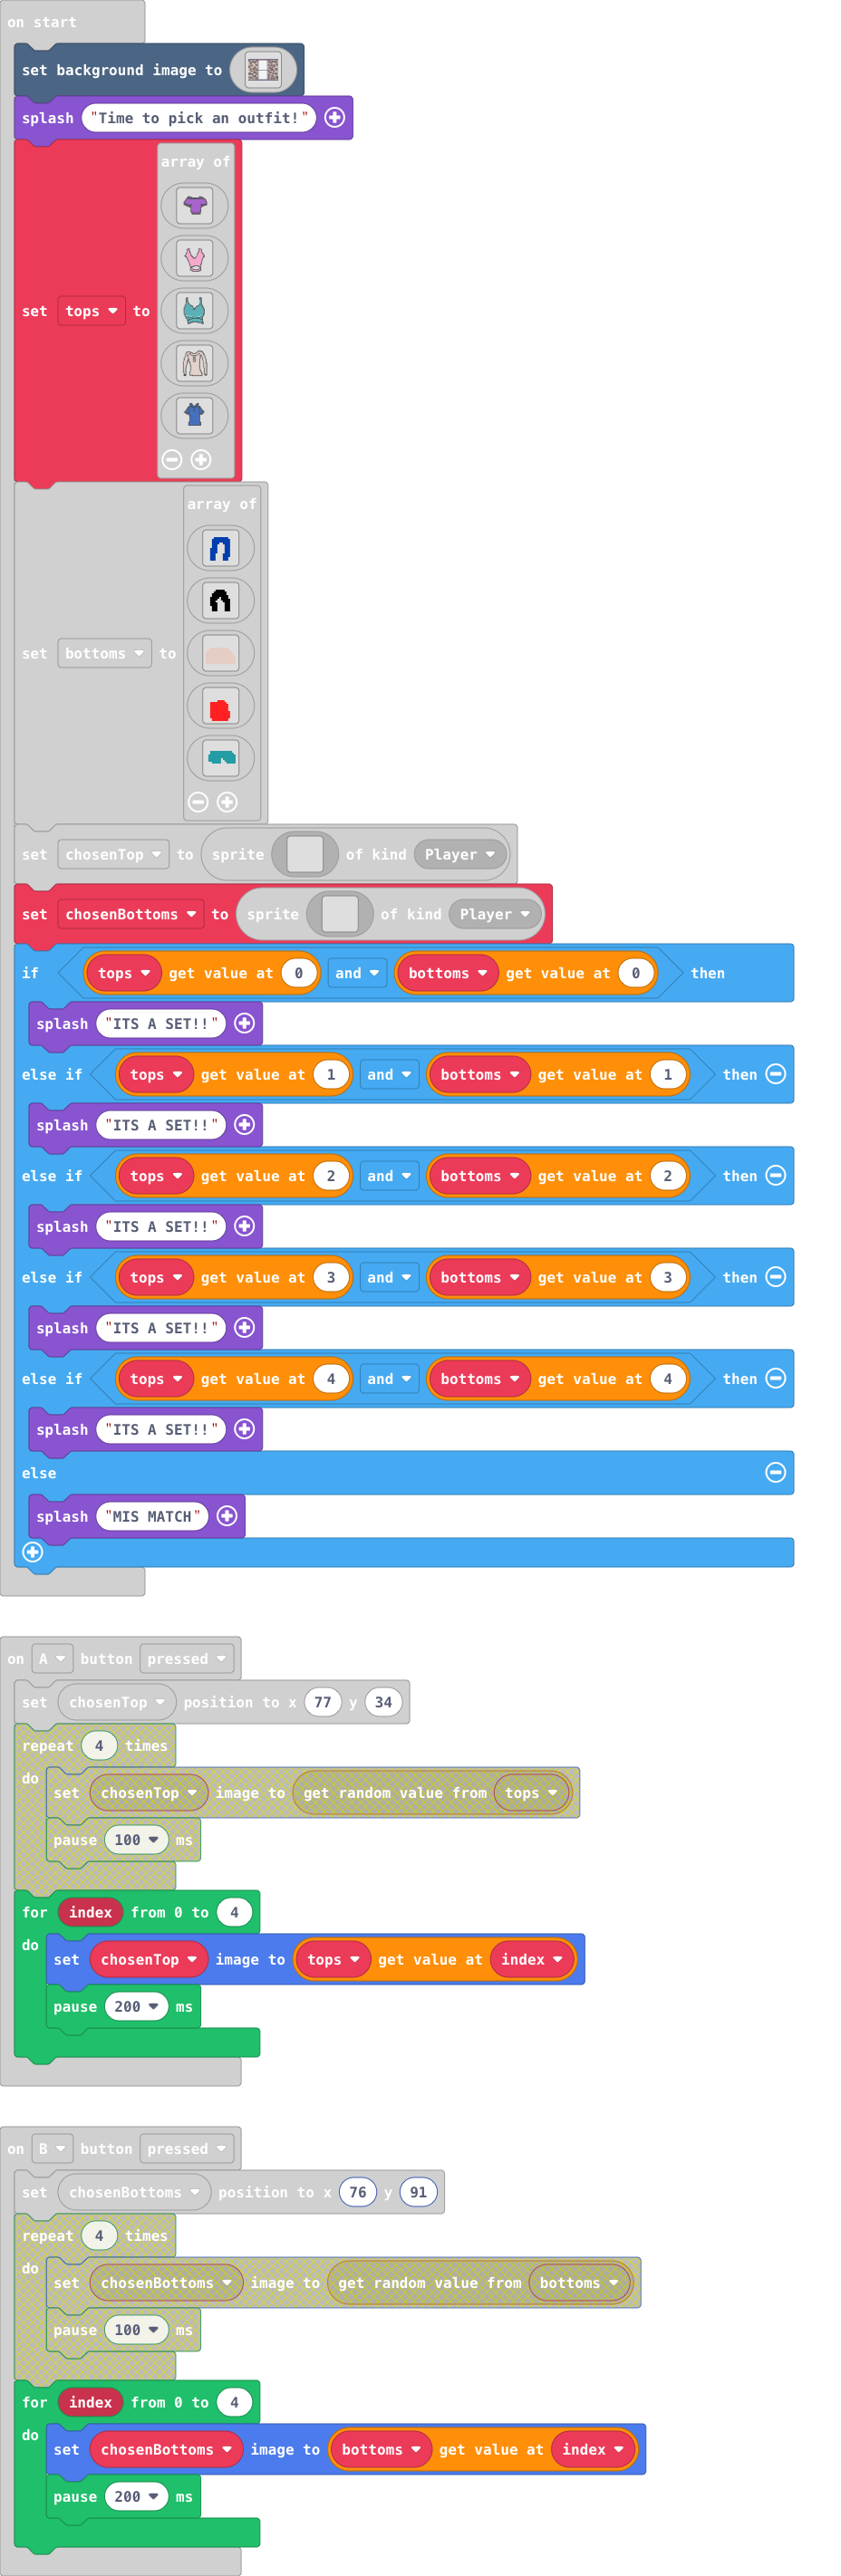 on start
set background image to
splash "Time to pick an outfit!"
array of
set tops to
array of
set bottoms to
set chosenTop to sprite of kind Player
set chosenBottoms to sprite of kind Player
if tops get value at 0 and bottoms get value at 0 then
splash "ITS A SET!!"
else if tops get value at 1 and bottoms get value at 1 then
splash "ITS A SET!!"
else if tops get value at 2 and bottoms get value at 2 then
splash "ITS A SET!!"
else if tops get value at 3 and bottoms get value at 3 then
splash "ITS A SET!!"
else if tops get value at 4 and bottoms get value at 4 then
splash "ITS A SET!!"
else
splash "MIS MATCH"
on A button pressed
set chosenTop position to x 77 y 34
repeat 4 times
do set chosenTop image to get random value from tops
pause 100 ms
for index from 0 to 4
do set chosenTop image to tops get value at index
pause 200 ms
on B button pressed
set chosenBottoms position to x 76 y 91
repeat 4 times
do set chosenBottoms image to get random value from bottoms
pause 100 ms
for index from 0 to 4
do set chosenBottoms image to bottoms get value at index
pause 200 ms